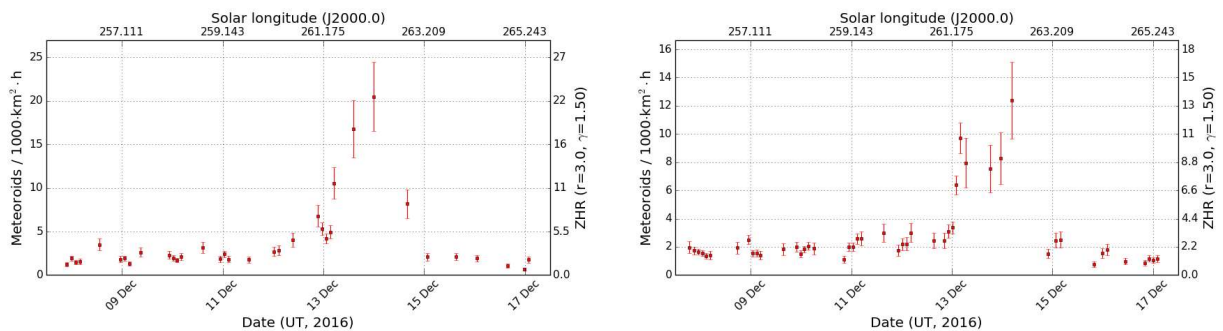 Solar longitude (J2000.0)
257.111 259.143 261.175 263.209 265.243
Meteoroids / 1000·km² · h
25
20
15
10
5
0
27
22
16
11
5.5
0.0
ZHR (r=3.0, γ=1.50)
09 Dec 11 Dec 13 Dec 15 Dec 17 Dec
Date (UT, 2016)
Solar longitude (J2000.0)
257.111 259.143 261.175 263.209 265.243
Meteoroids / 1000·km² · h
16
14
12
10
8
6
4
2
0
18
15
13
11
8.8
6.6
4.4
2.2
0.0
ZHR (r=3.0, γ=1.50)
09 Dec 11 Dec 13 Dec 15 Dec 17 Dec
Date (UT, 2016)